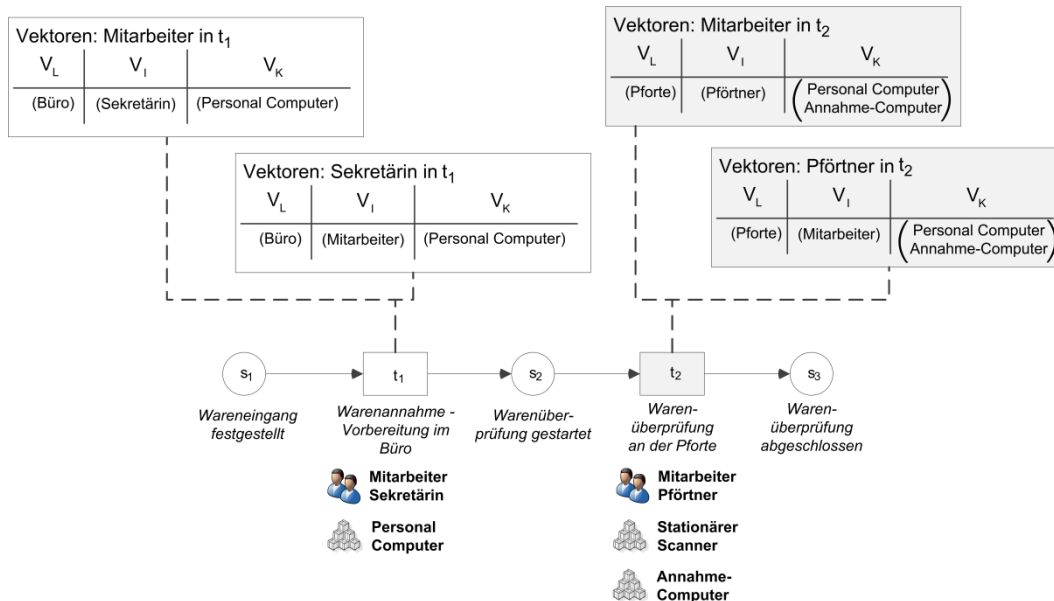 Vektoren: Mitarbeiter in t1
VL VI VK
(Büro) (Sekretärin) (Personal Computer)
Vektoren: Sekretärin in t1
VL VI VK
(Büro) (Mitarbeiter) (Personal Computer)
Vektoren: Mitarbeiter in t2
VL VI VK
(Pforte) (Pförtner) (Personal Computer
Annahme-Computer)
Vektoren: Pförtner in t2
VL VI VK
(Pforte) (Mitarbeiter) (Personal Computer
Annahme-Computer)
s1 t1 s2 t2 s3
Wareneingang
festgestellt
Warenannahme -
Vorbereitung im
Büro
Warenüber-
prüfung gestartet
Waren-
überprüfung
an der Pforte
Waren-
überprüfung
abgeschlossen
Mitarbeiter
Sekretärin
Personal
Computer
Mitarbeiter
Pförtner
Stationärer
Scanner
Annahme-
Computer